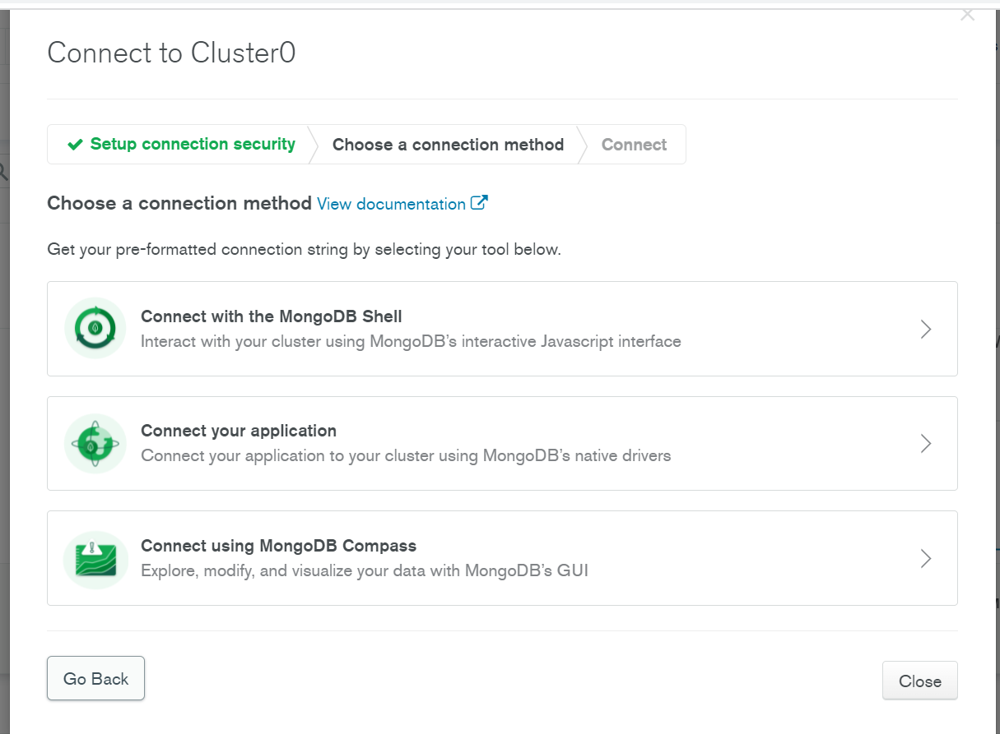 Connect to Cluster0
Setup connection security
Choose a connection method
Connect
Choose a connection method View documentation
Get your pre-formatted connection string by selecting your tool below.
Connect with the MongoDB Shell
Interact with your cluster using MongoDB’s interactive Javascript interface
Connect your application
Connect your application to your cluster using MongoDB’s native drivers
Connect using MongoDB Compass
Explore, modify, and visualize your data with MongoDB’s GUI
Go Back
Close